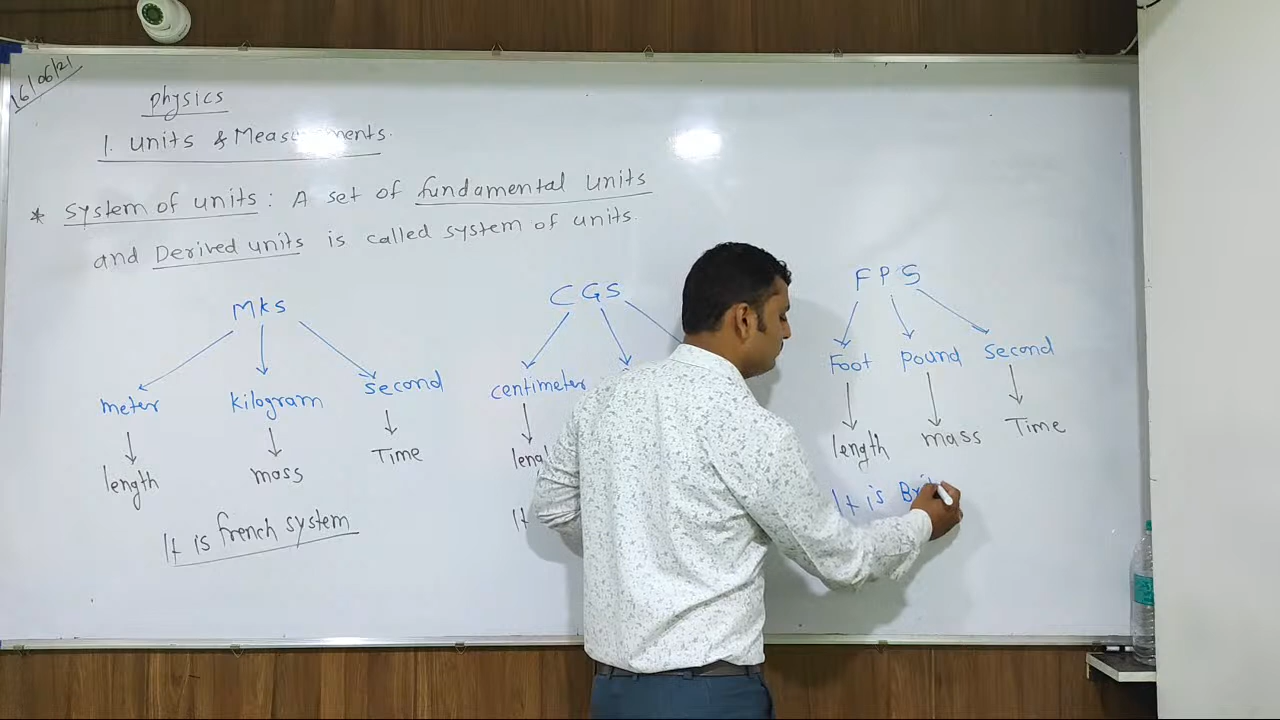 16/06/21
physics
1. Units & Measurements.
* System of units: A set of fundamental units
and Derived units is called system of units.
MKS
CGS
FPS
meter kilogram second
centimeter
Foot pound second
length mass Time
length mass Time
It is french system
It
It is Brit